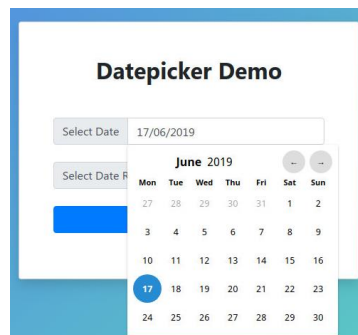 Datepicker Demo
Select Date 17/06/2019
June 2019 ← →
Select Date R
Mon Tue Wed Thu Fri Sat Sun
27 28 29 30 31 1 2
3 4 5 6 7 8 9
10 11 12 13 14 15 16
17 18 19 20 21 22 23
24 25 26 27 28 29 30